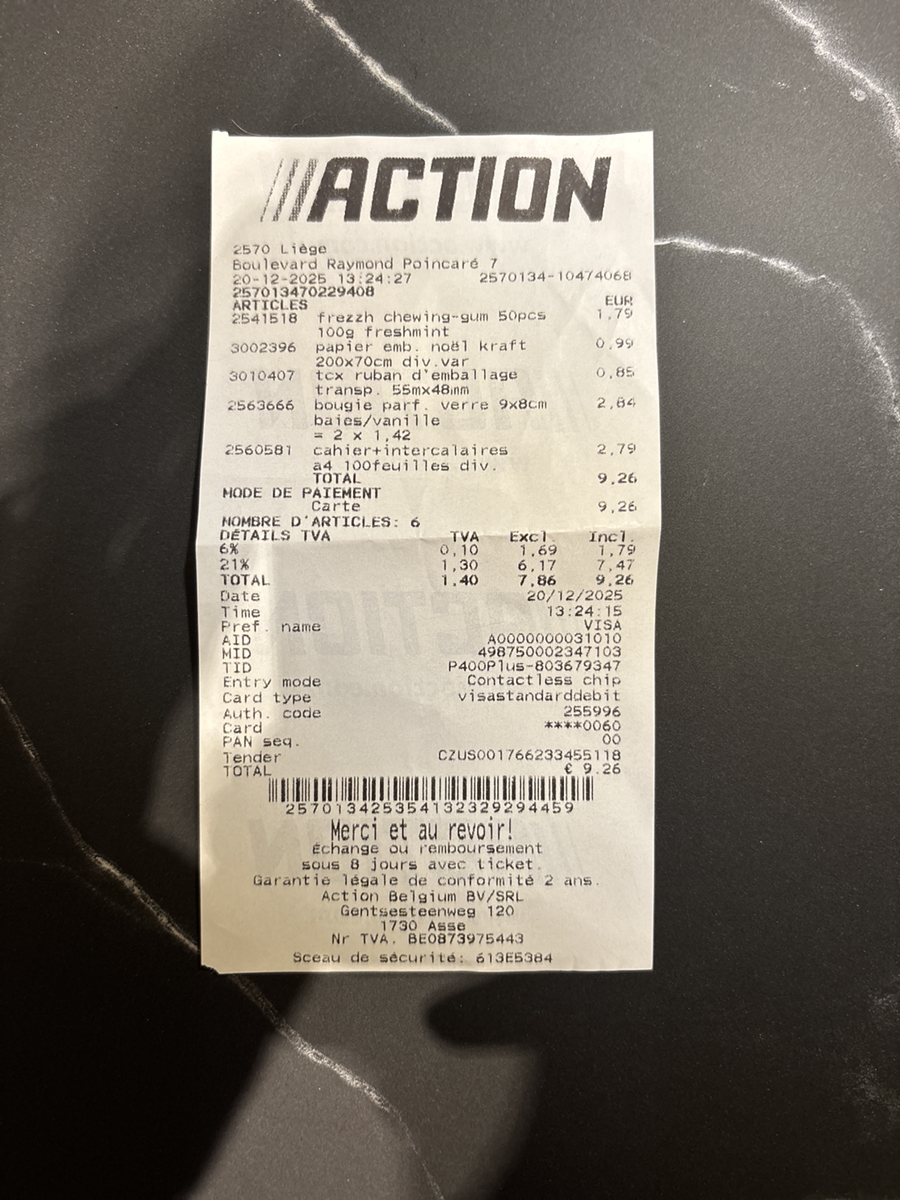 ACTION
2570 Liège
Boulevard Raymond Poincaré 7
20-12-2025 13:24:27 2570134-10474068
257013470229408
ARTICLES EUR
2541518 frezzh chewing-gum 50pcs 1,79
100g freshmint
3002396 papier emb. noël kraft 0,99
200x70cm div.var
3010407 tcx ruban d'emballage 0,85
transp. 55mx48mm
2563666 bougie parf. verre 9x8cm 2,84
baies/vanille
= 2 x 1,42
2560581 cahier+intercalaires 2,79
a4 100feuilles div.
TOTAL 9,26
MODE DE PAIEMENT
Carte 9,26
NOMBRE D'ARTICLES: 6
DÉTAILS TVA TVA Excl. Incl.
6% 0,10 1,69 1,79
21% 1,30 6,17 7,47
TOTAL 1,40 7,86 9,26
Date 20/12/2025
Time 13:24:15
Pref. name VISA
AID A0000000031010
MID 498750002347103
TID P400Plus-803679347
Entry mode Contactless chip
Card type visastandarddebit
Auth. code 255996
Card ****0060
PAN seq. 00
Tender CZUS001766233455118
TOTAL € 9.26
257013425354132329294459
Merci et au revoir!
Échange ou remboursement
sous 8 jours avec ticket.
Garantie légale de conformité 2 ans.
Action Belgium BV/SRL
Gentsesteenweg 120
1730 Asse
Nr TVA. BE0873975443
Sceau de sécurité: 613E5384